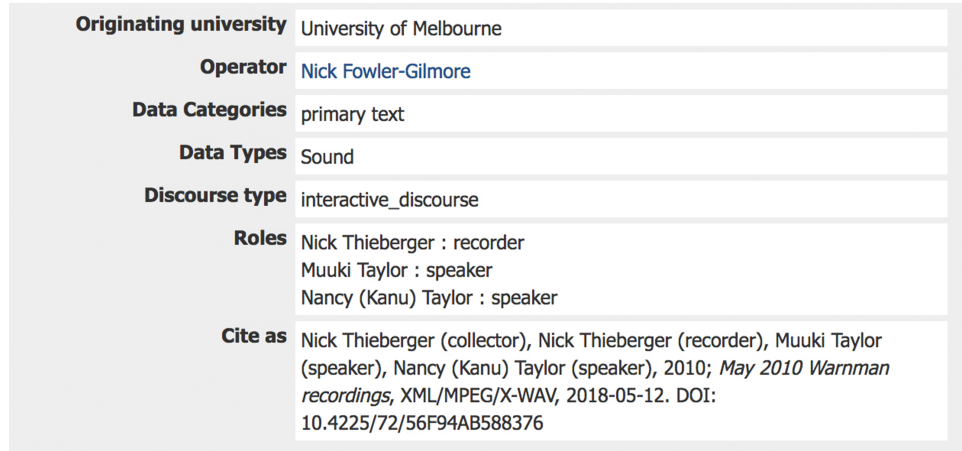 Originating university University of Melbourne
Operator Nick Fowler-Gilmore
Data Categories primary text
Data Types Sound
Discourse type interactive_discourse
Roles Nick Thieberger : recorder
Muuki Taylor : speaker
Nancy (Kanu) Taylor : speaker
Cite as Nick Thieberger (collector), Nick Thieberger (recorder), Muuki Taylor
(speaker), Nancy (Kanu) Taylor (speaker), 2010; May 2010 Warnman
recordings, XML/MPEG/X-WAV, 2018-05-12. DOI:
10.4225/72/56F94AB588376